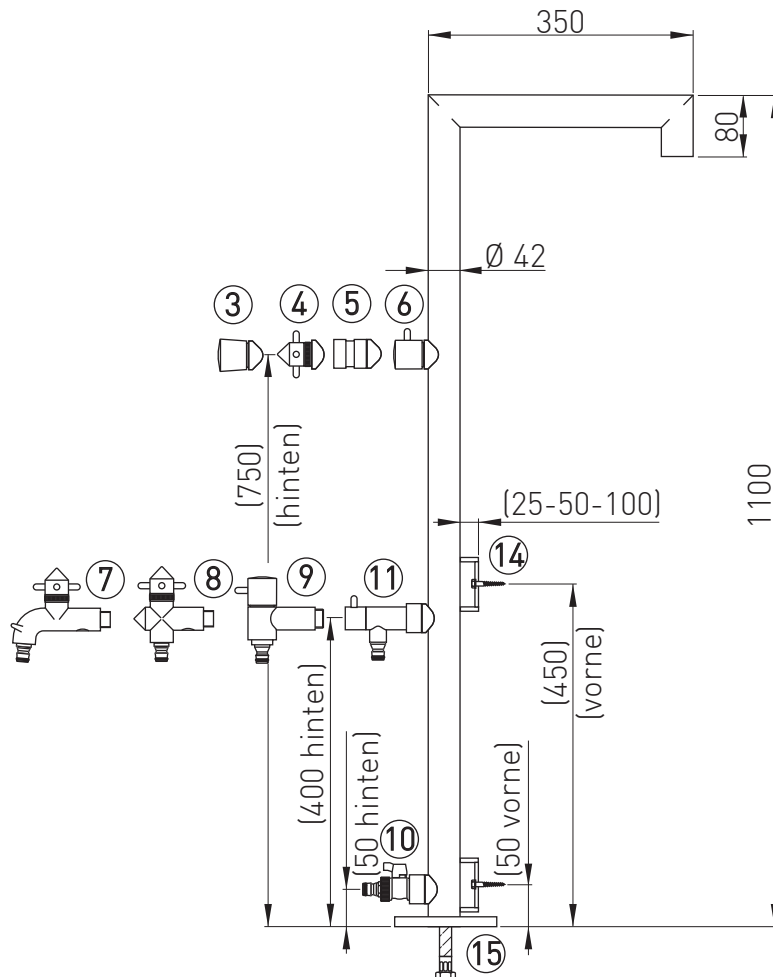 350
80
Ø 42
3
4
5
6
(750)
(hinten)
1100
(25-50-100)
14
7
8
9
11
(450)
(vorne)
(400 hinten)
(50 hinten)
10
(50 vorne)
15